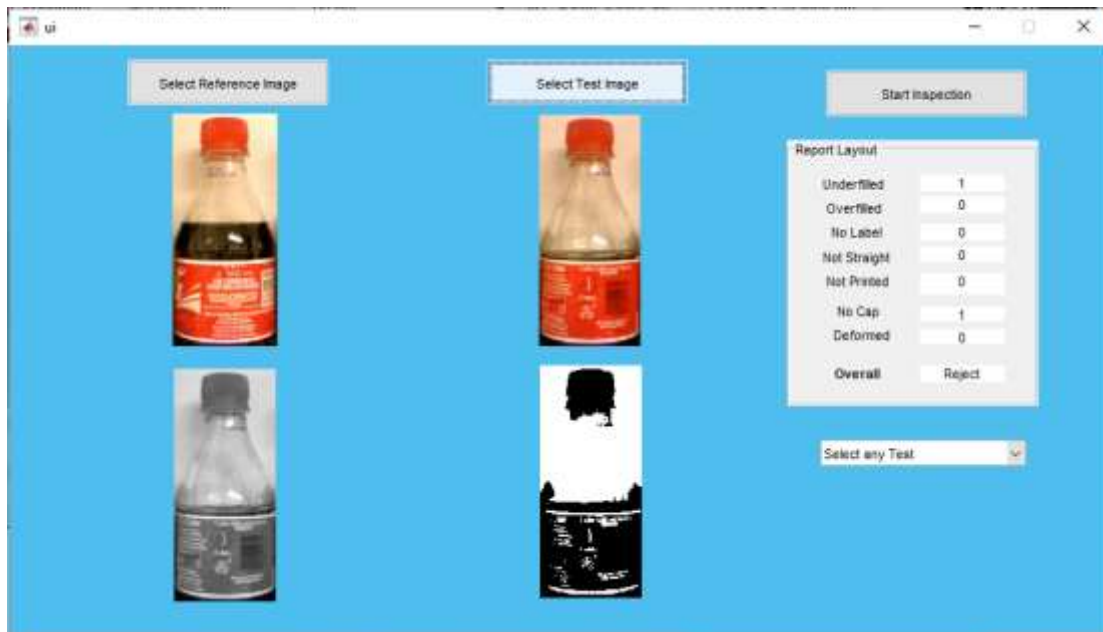 ui
Select Reference Image
Select Test Image
Start Inspection
Report Layout
Underfilled 1
Overfilled 0
No Label 0
Not Straight 0
Not Printed 0
No Cap 1
Deformed 0
Overall Reject
Select any Test